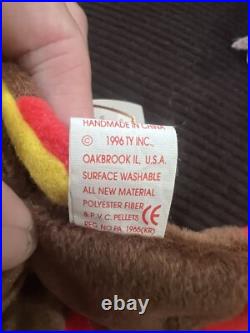 HANDMADE IN CHINA
© 1996 TY INC.,
OAKBROOK IL, U.S.A.
SURFACE WASHABLE
ALL NEW MATERIAL
POLYESTER FIBER
& P.V.C. PELLETS CE
REG. NO PA. 1965(KR)